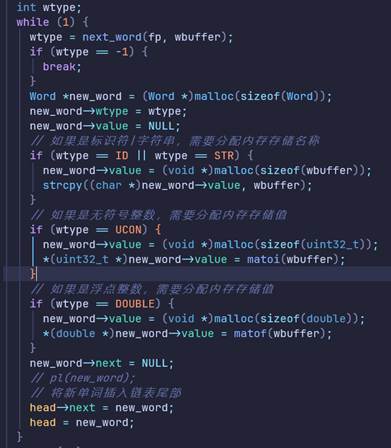 int wtype;
while (1) {
wtype = next_word(fp, wbuffer);
if (wtype == -1) {
break;
}
Word *new_word = (Word *)malloc(sizeof(Word));
new_word->wtype = wtype;
new_word->value = NULL;
// 如果是标识符|字符串，需要分配内存存储名称
if (wtype == ID || wtype == STR) {
new_word->value = (void *)malloc(sizeof(wbuffer));
strcpy((char *)new_word->value, wbuffer);
}
// 如果是无符号整数，需要分配内存存储值
if (wtype == UCON) {
new_word->value = (void *)malloc(sizeof(uint32_t));
*(uint32_t *)new_word->value = matoi(wbuffer);
}
// 如果是浮点整数，需要分配内存存储值
if (wtype == DOUBLE) {
new_word->value = (void *)malloc(sizeof(double));
*(double *)new_word->value = matof(wbuffer);
}
new_word->next = NULL;
// pl(new_word);
// 将新单词插入链表尾部
head->next = new_word;
head = new_word;
}